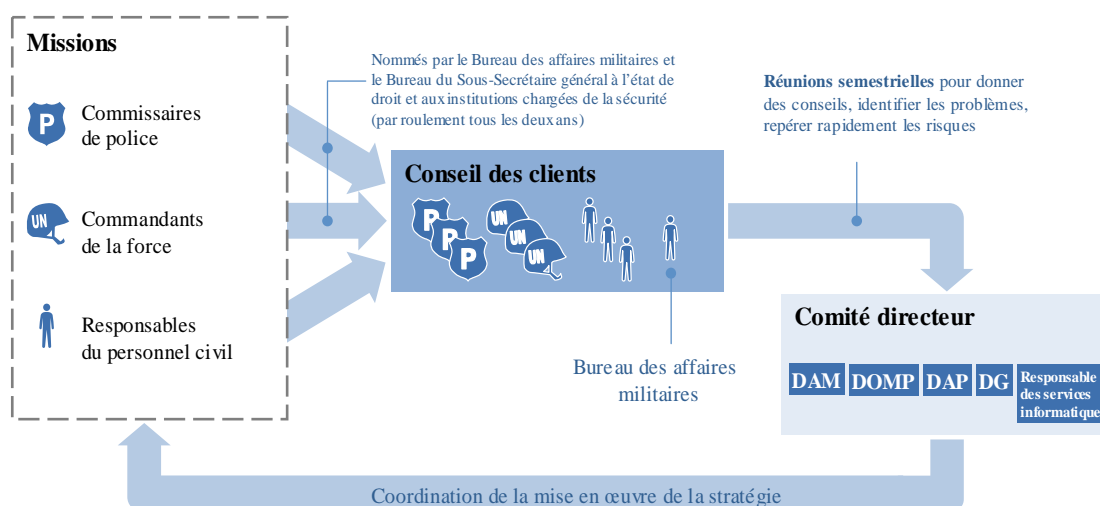 Missions
Commissaires
de police
UN
Commandants
de la force
Responsables
du personnel civil
P
Nommés par le Bureau des affaires militaires et
le Bureau du Sous-Secrétaire général à l'état de
droit et aux institutions chargées de la sécurité
(par roulement tous les deux ans)
Conseil des clients
P
P
P
UN
UN
UN
Bureau des affaires
militaires
Réunions semestrielles pour donner
des conseils, identifier les problèmes,
repérer rapidement les risques
Comité directeur
DAM
DOMP
DAP
DG
Responsable
des services
informatique
Coordination de la mise en œuvre de la stratégie